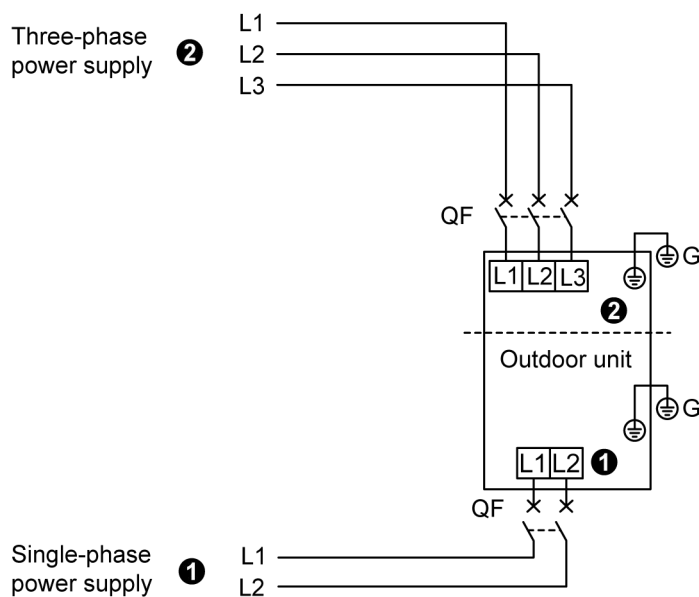 Three-phase
power supply ❷
L1
L2
L3
QF
G
L1 L2 L3
❷
Outdoor unit
G
L1 L2 ❶
QF
Single-phase
power supply ❶
L1
L2